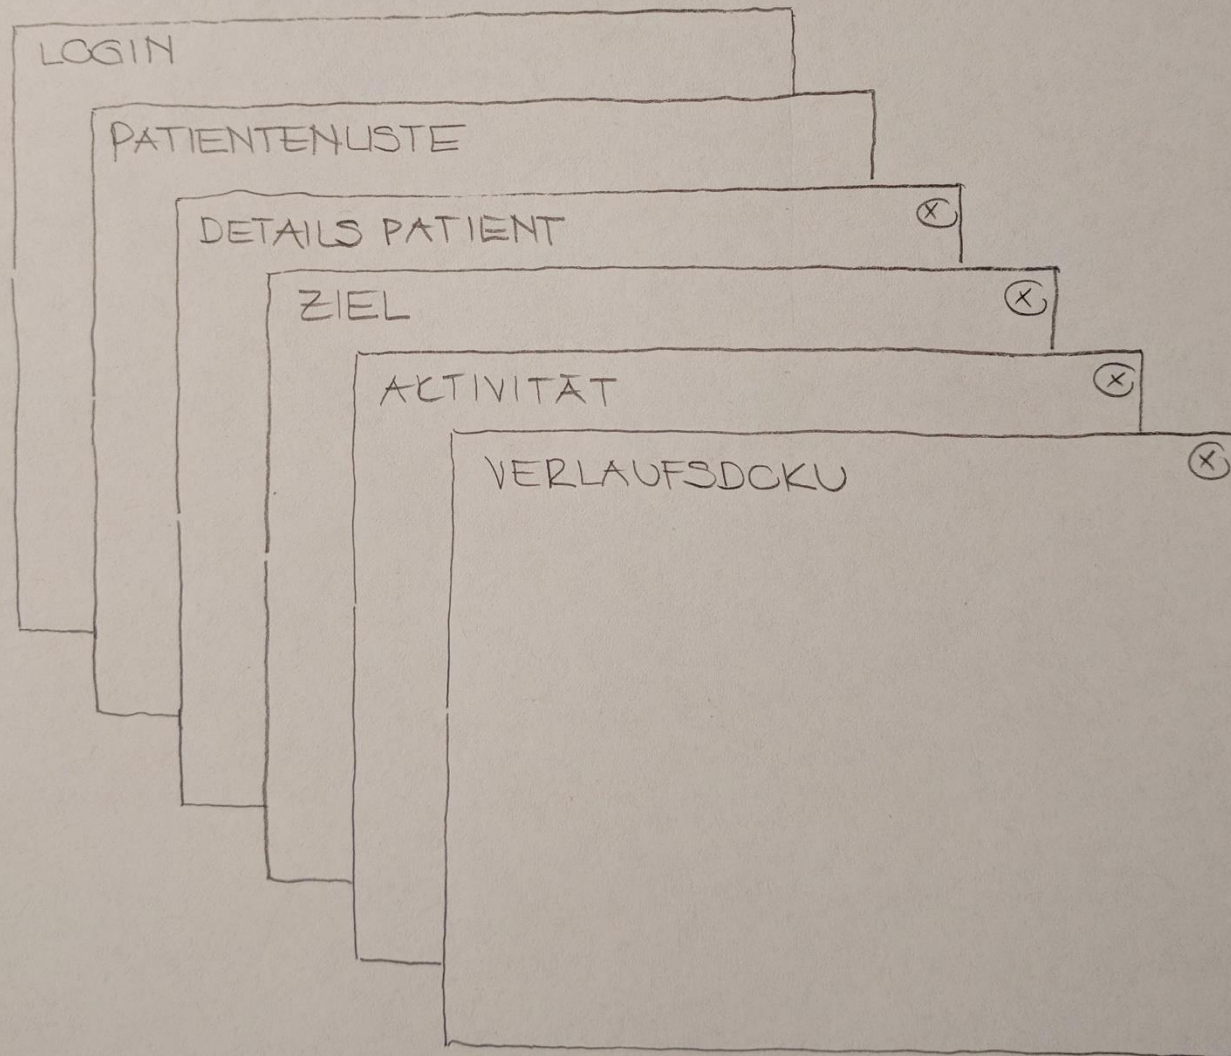 LOGIN
PATIENTENLISTE
DETAILS PATIENT X
ZIEL X
AKTIVITÄT X
VERLAUFSDOKU X